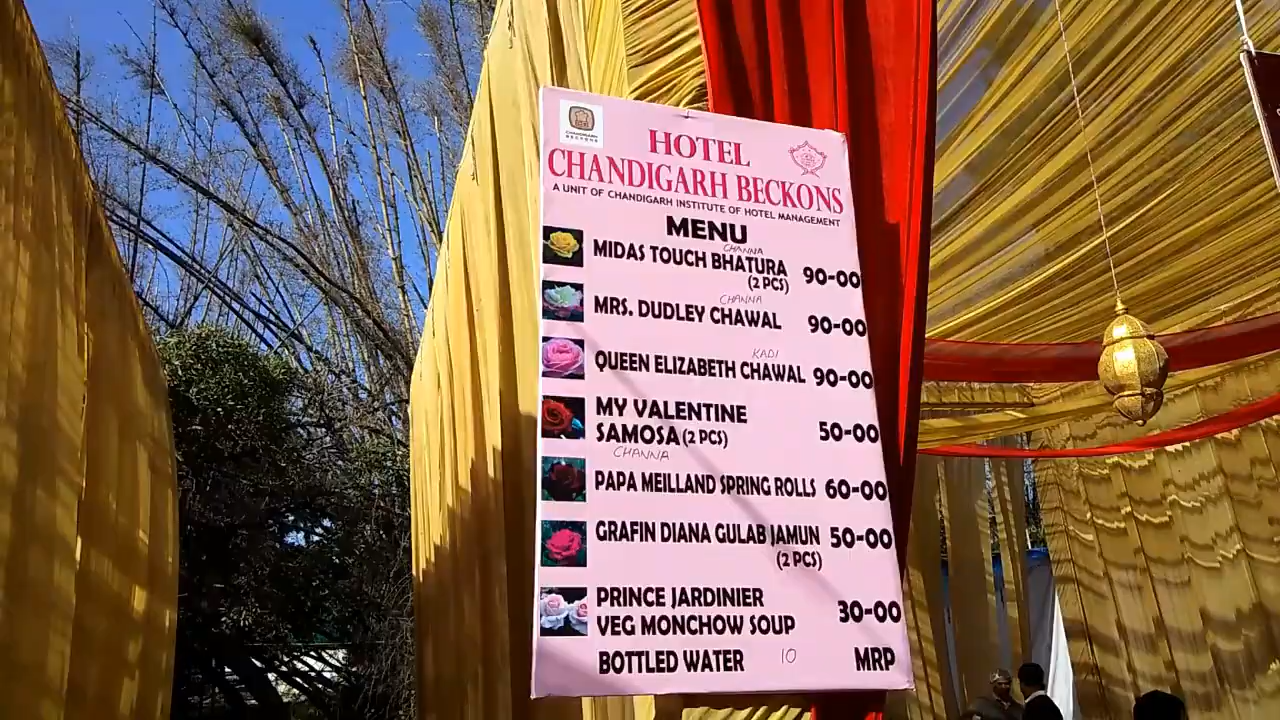 CHANDIGARH
BECKONS
HOTEL
CHANDIGARH BECKONS
A UNIT OF CHANDIGARH INSTITUTE OF HOTEL MANAGEMENT
MENU
CHANNA
MIDAS TOUCH BHATURA 90-00
(2 PCS)
CHANNA
MRS. DUDLEY CHAWAL 90-00
KADI
QUEEN ELIZABETH CHAWAL 90-00
MY VALENTINE
SAMOSA (2 PCS) 50-00
CHANNA
PAPA MEILLAND SPRING ROLLS 60-00
GRAFIN DIANA GULAB JAMUN 50-00
(2 PCS)
PRINCE JARDINIER 30-00
VEG MONCHOW SOUP
BOTTLED WATER 10 MRP